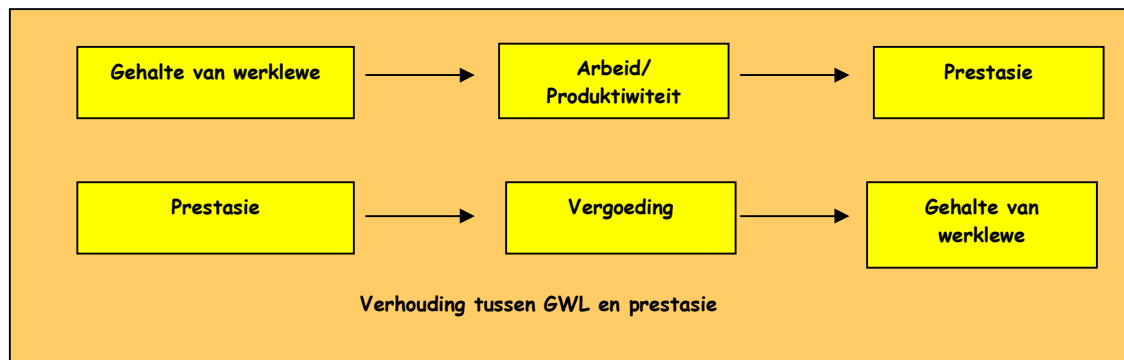 Gehalte van werklewe
Arbeid/
Produktiwiteit
Prestasie
Prestasie
Vergoeding
Gehalte van
werklewe
Verhouding tussen GWL en prestasie